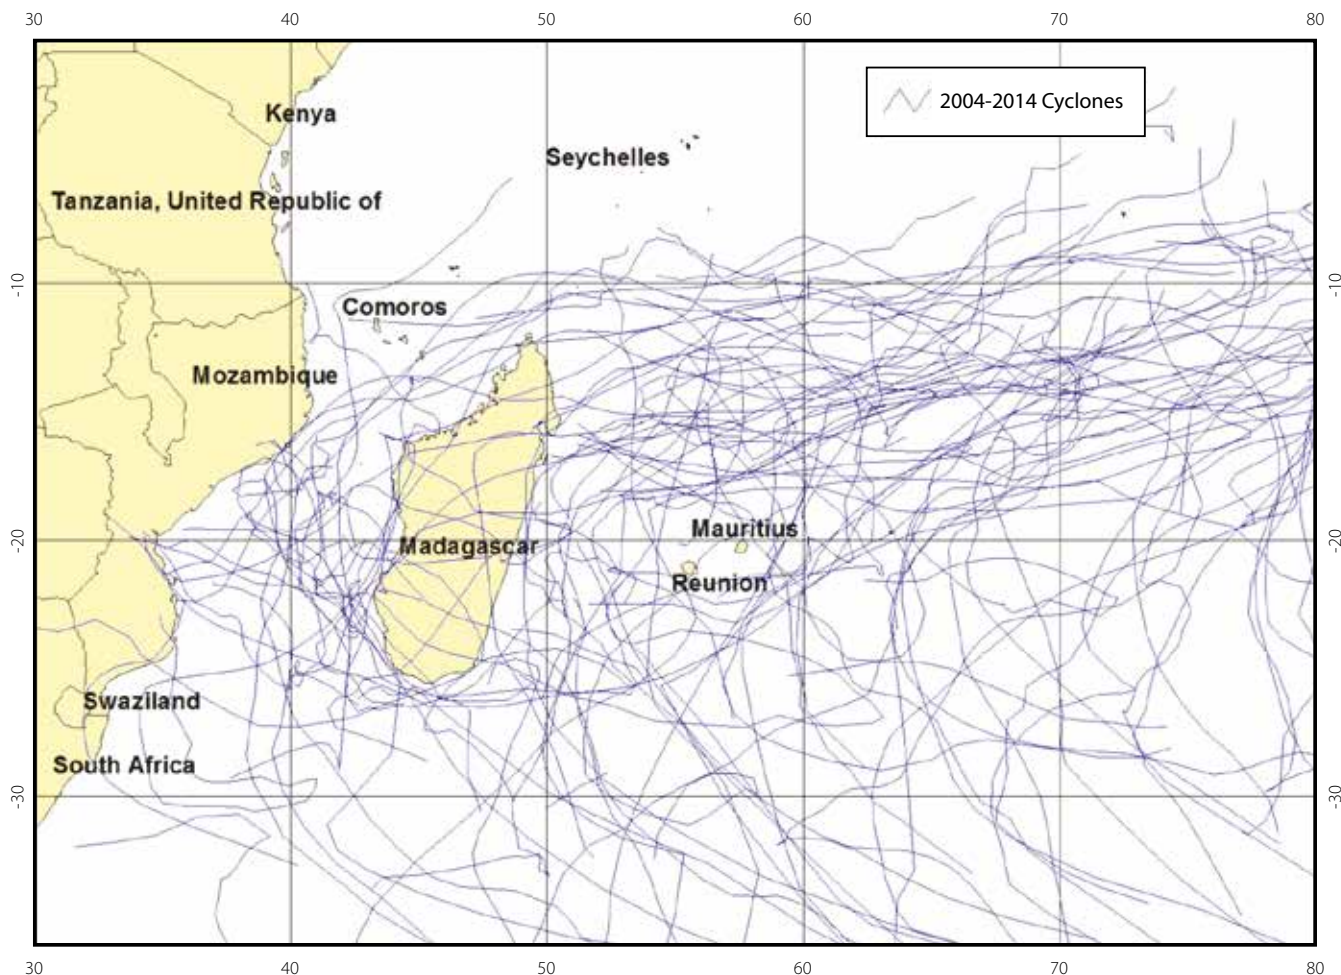 30 40 50 60 70 80
2004-2014 Cyclones
Kenya
Seychelles
Tanzania, United Republic of
-10 -10
Comoros
Mozambique
Mauritius
-20 -20
Madagascar
Reunion
Swaziland
South Africa
-30 -30
30 40 50 60 70 80